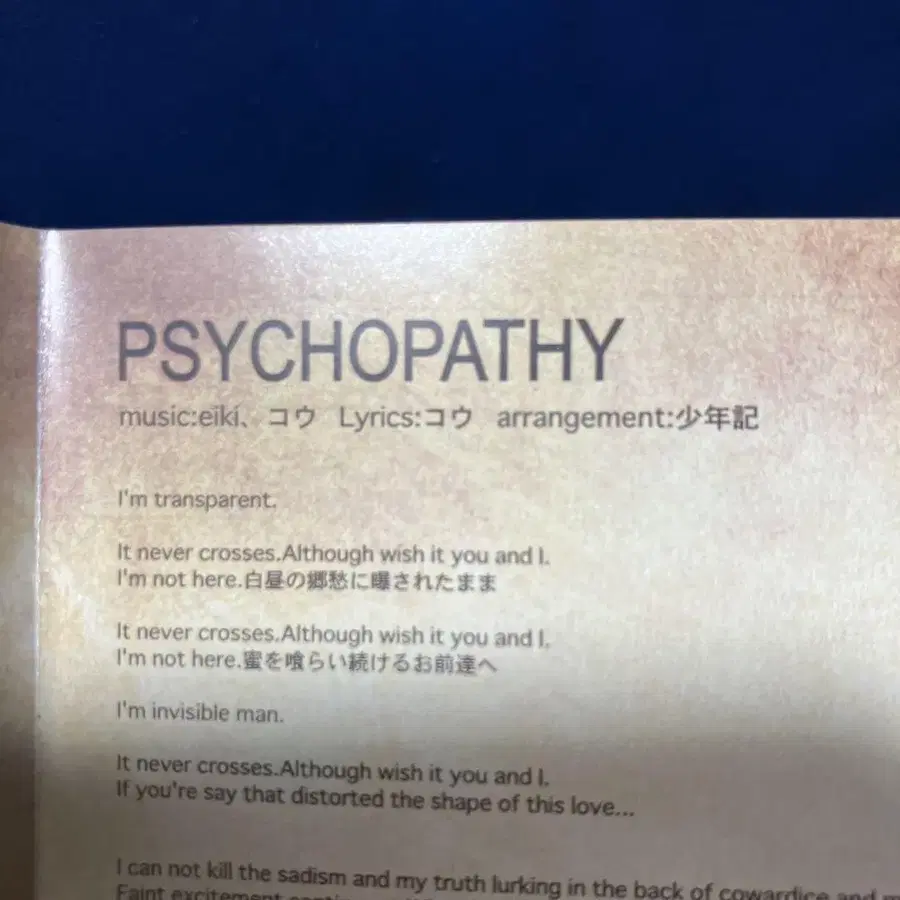 PSYCHOPATHY
music:eiki、コウ Lyrics:コウ arrangement:少年記
I'm transparent.
It never crosses.Although wish it you and I.
I'm not here.白昼の郷愁に曝されたまま
It never crosses.Although wish it you and I.
I'm not here.蜜を喰らい続けるお前達へ
I'm invisible man.
It never crosses.Although wish it you and I.
If you're say that distorted the shape of this love...
I can not kill the sadism and my truth lurking in the back of cowardice and
Faint excitement